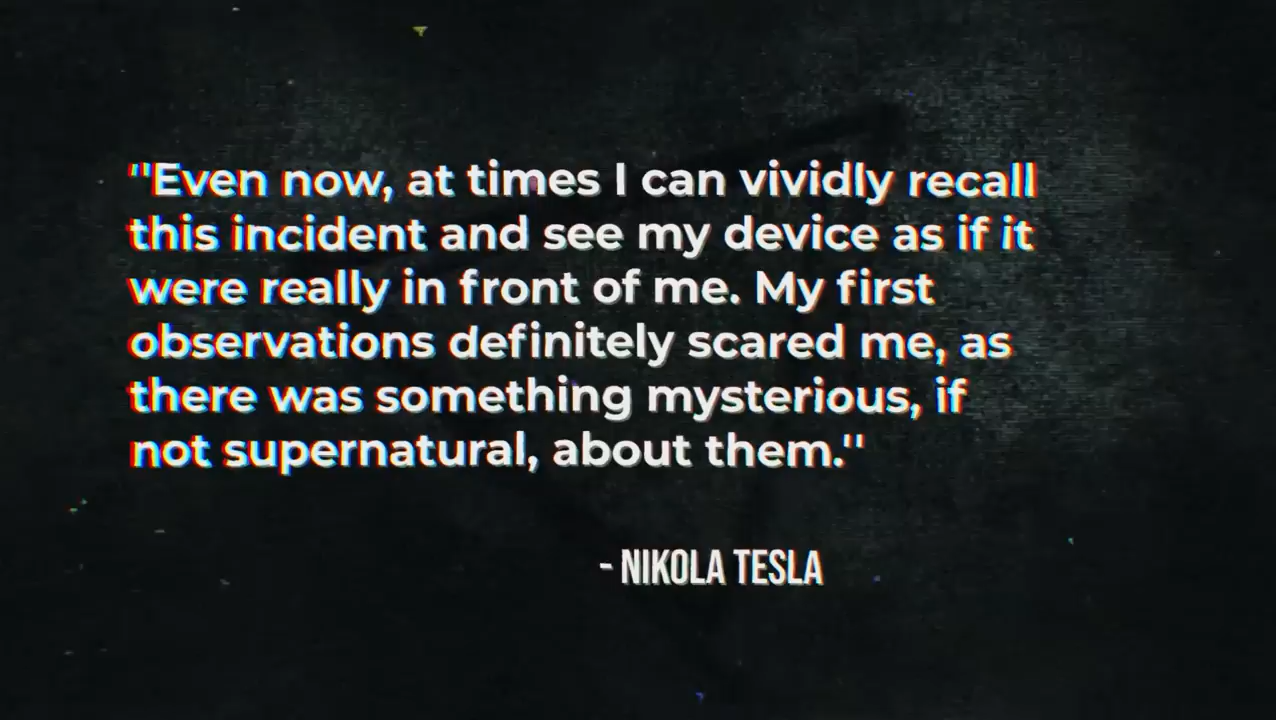 "Even now, at times I can vividly recall
this incident and see my device as if it
were really in front of me. My first
observations definitely scared me, as
there was something mysterious, if
not supernatural, about them."
- NIKOLA TESLA